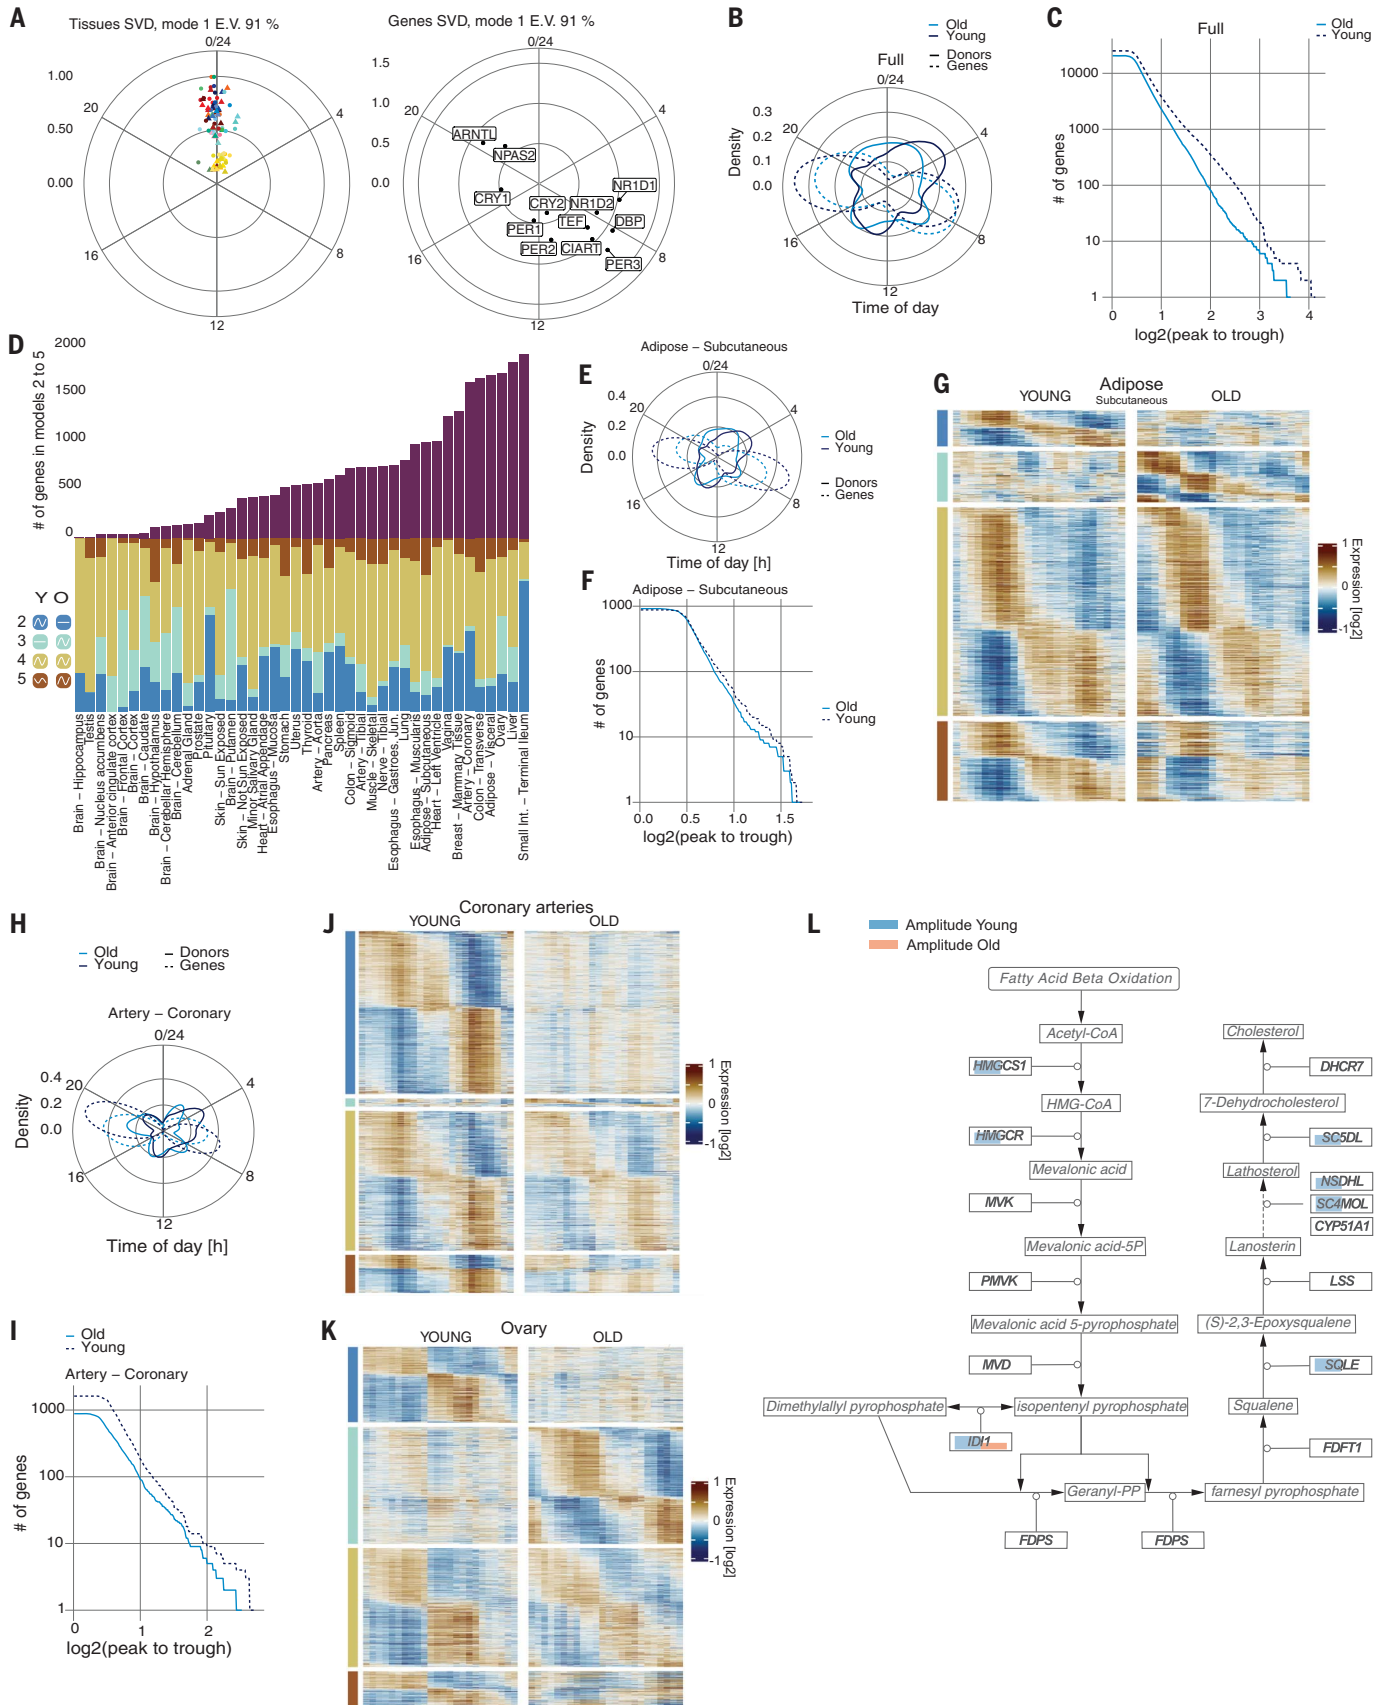 A
Tissues SVD, mode 1 E.V. 91 %
0/24
1.00
20
4
0.50
0.00
16
8
12
Genes SVD, mode 1 E.V. 91 %
0/24
1.5
1.0
4
0.5
ARNTL
NPAS2
0.0
CRY1
NR1D1
CRY2
NR1D2
PER1
TEF
DBP
PER2
CIART
PER3
16
8
12
B
Old
Young
Donors
Genes
Full
0/24
0.3
20
4
0.2
0.1
0.0
Density
16
8
12
Time of day
C
Full
Old
Young
10000
1000
100
10
1
# of genes
0 1 2 3 4
log2(peak to trough)
D
2000
1500
1000
500
0
# of genes in models 2 to 5
Y O
2
3
4
5
Brain – Hippocampus
Testis
Brain – Nucleus accumbens
Brain – Anterior cingulate cortex
Brain – Frontal Cortex
Brain – Cortex
Brain – Caudate
Brain – Hypothalamus
Brain – Cerebellar Hemisphere
Brain – Cerebellum
Adrenal Gland
Prostate
Pituitary
Skin – Sun Exposed
Brain – Putamen
Skin – Not Sun Exposed
Minor Salivary Gland
Heart – Atrial Appendage
Esophagus – Mucosa
Stomach
Uterus
Thyroid
Artery – Aorta
Pancreas
Spleen
Colon – Sigmoid
Artery – Tibial
Muscle – Skeletal
Nerve – Tibial
Esophagus – Gastroes. Jun.
Lung
Esophagus – Muscularis
Adipose – Subcutaneous
Heart – Left Ventricle
Vagina
Breast – Mammary Tissue
Artery – Coronary
Colon – Transverse
Adipose – Visceral
Ovary
Liver
Small Int. – Terminal Ileum
E
Adipose – Subcutaneous
0/24
0.4
20
4
0.2
0.0
Density
16
8
12
Time of day [h]
Old
Young
Donors
Genes
F
Adipose – Subcutaneous
1000
100
10
1
# of genes
0.0 0.5 1.0 1.5
log2(peak to trough)
Old
Young
G
YOUNG
Adipose
Subcutaneous
OLD
1
0
-1
Expression [log2]
H
Old
Young
Donors
Genes
Artery – Coronary
0/24
0.4
20
4
0.2
0.0
Density
16
8
12
Time of day [h]
I
Old
Young
Artery – Coronary
1000
100
10
1
# of genes
0 1 2
log2(peak to trough)
J
Coronary arteries
YOUNG
OLD
1
0
-1
Expression [log2]
K
YOUNG
Ovary
OLD
1
0
-1
Expression [log2]
L
Amplitude Young
Amplitude Old
Fatty Acid Beta Oxidation
Acetyl-CoA
HMGCS1
HMG-CoA
HMGCR
Mevalonic acid
MVK
Mevalonic acid-5P
PMVK
Mevalonic acid 5-pyrophosphate
MVD
Dimethylallyl pyrophosphate
isopentenyl pyrophosphate
IDI1
Geranyl-PP
farnesyl pyrophosphate
FDPS
FDPS
Cholesterol
DHCR7
7-Dehydrocholesterol
SC5DL
Lathosterol
NSDHL
SC4MOL
CYP51A1
Lanosterin
LSS
(S)-2,3-Epoxysqualene
SQLE
Squalene
FDFT1